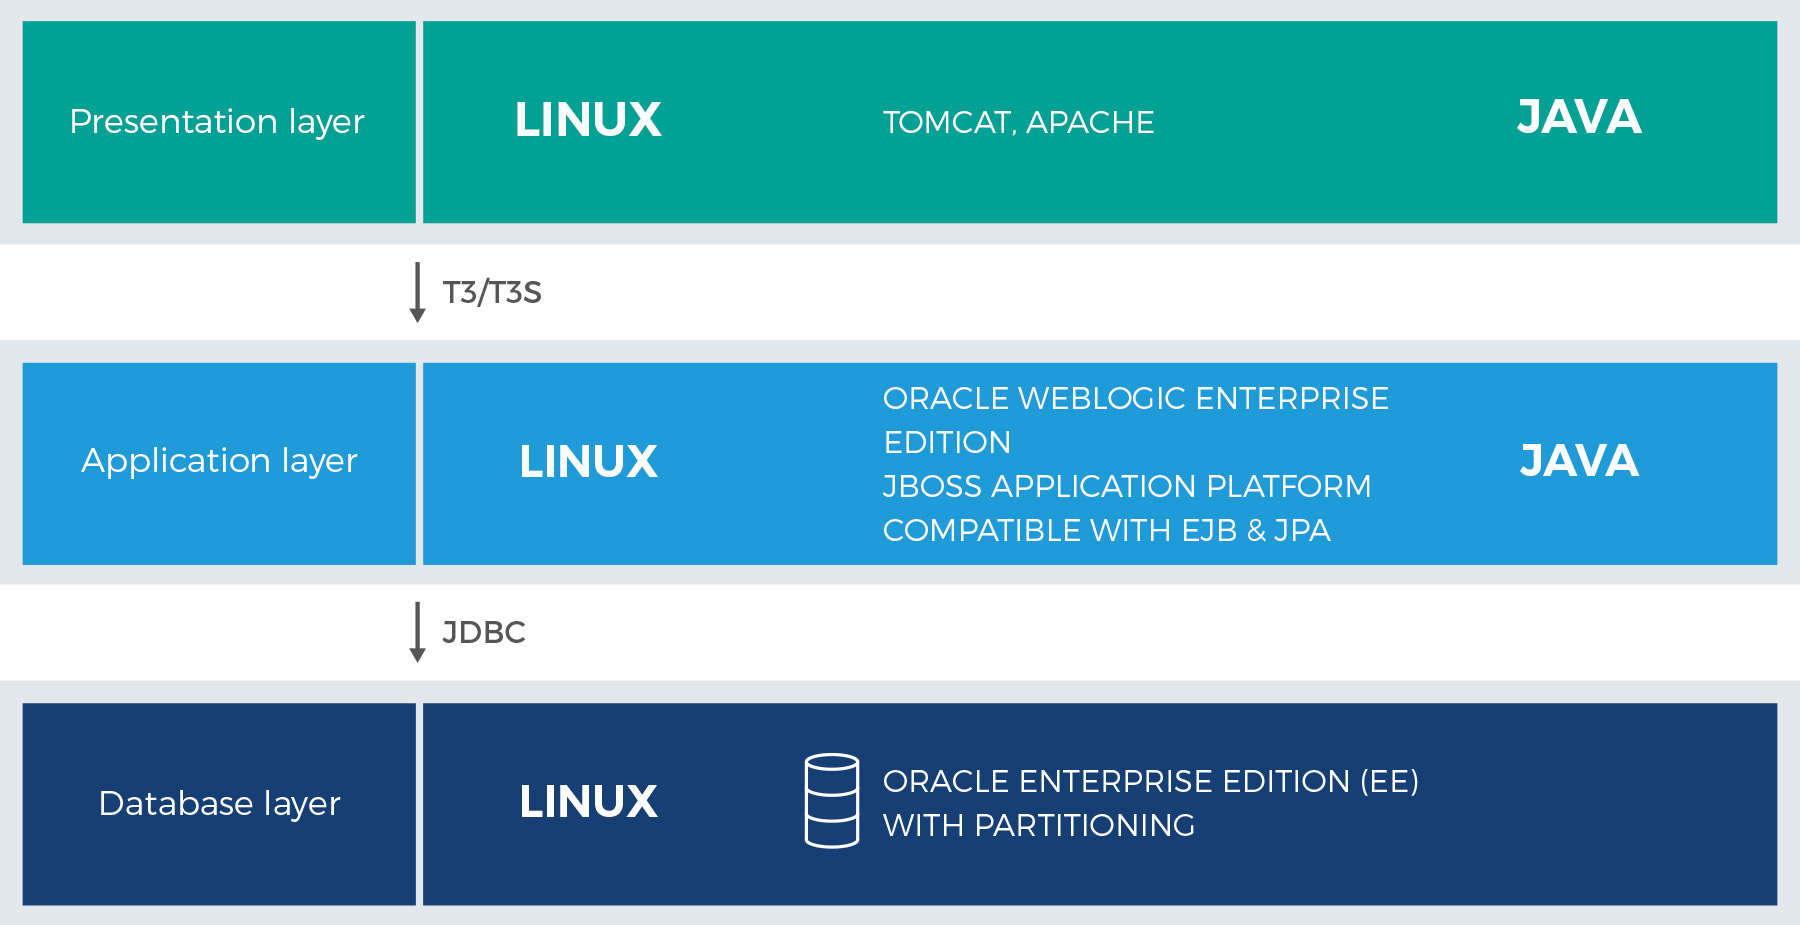 Presentation layer
LINUX
TOMCAT, APACHE
JAVA
T3/T3S
Application layer
LINUX
ORACLE WEBLOGIC ENTERPRISE
EDITION
JBOSS APPLICATION PLATFORM
COMPATIBLE WITH EJB & JPA
JAVA
JDBC
Database layer
LINUX
ORACLE ENTERPRISE EDITION (EE)
WITH PARTITIONING